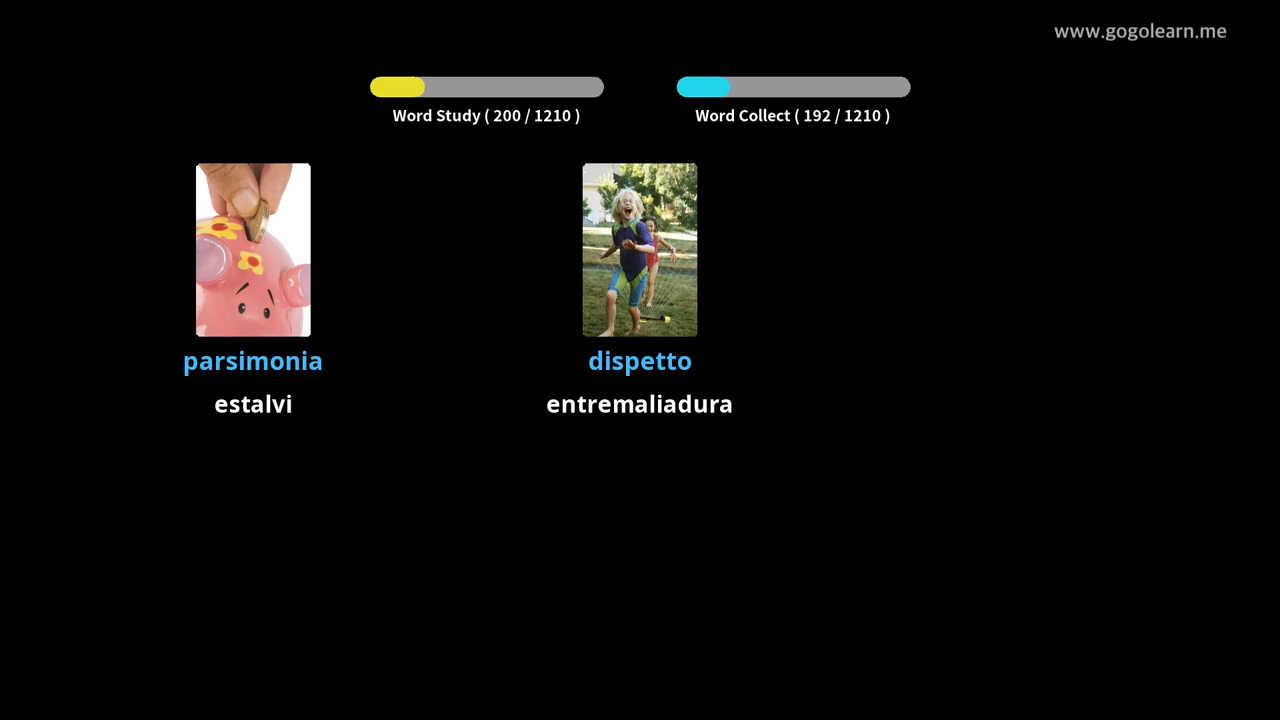 www.gogolearn.me
Word Study ( 200 / 1210 )
Word Collect ( 192 / 1210 )
parsimonia
dispetto
estalvi
entremaliadura